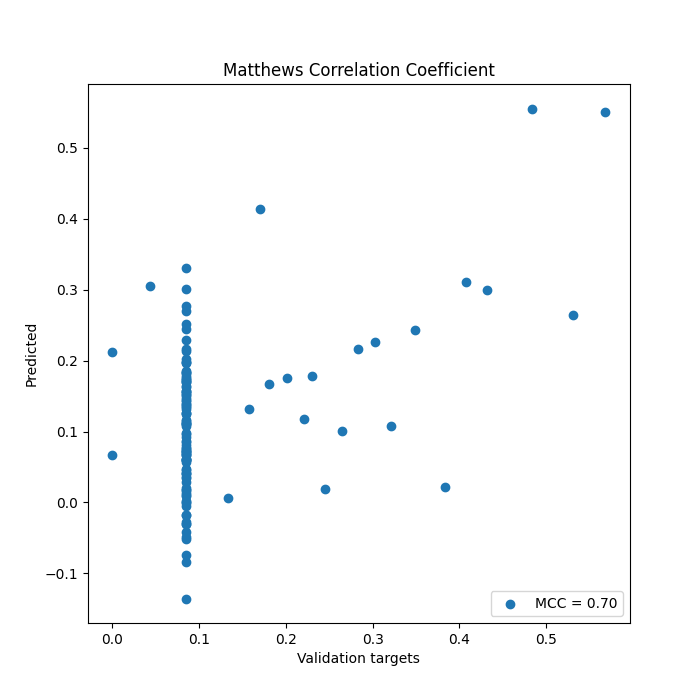 Matthews Correlation Coefficient
0.5
0.4
0.3
0.2
0.1
0.0
−0.1
Predicted
MCC = 0.70
0.0 0.1 0.2 0.3 0.4 0.5
Validation targets